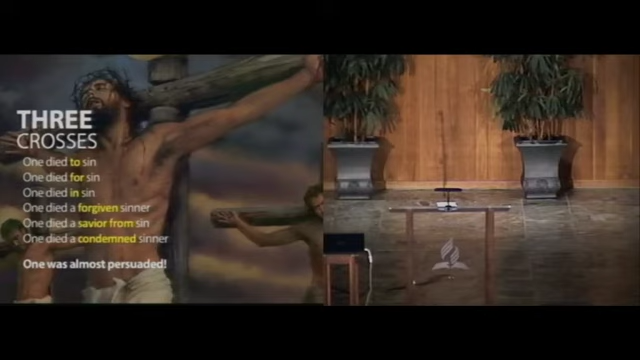 THREE
CROSSES
One died to sin
One died for sin
One died in sin
One died a forgiven sinner
One died a savior from sin
One died a condemned sinner
One was almost persuaded!